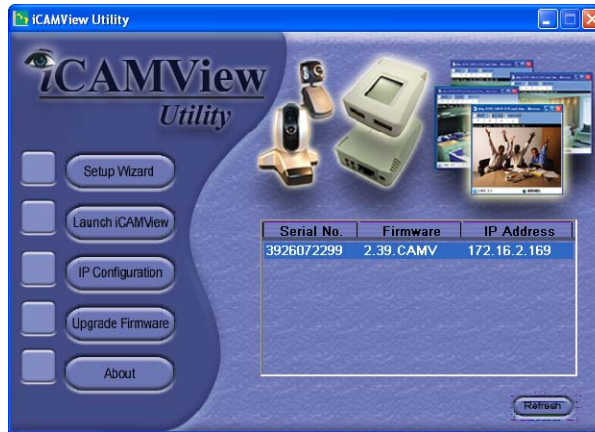 iCAMView Utility
iCAMView
Utility
Setup Wizard
Launch iCAMView
IP Configuration
Upgrade Firmware
About
Serial No. Firmware IP Address
3926072299 2.39.CAMV 172.16.2.169
Refresh